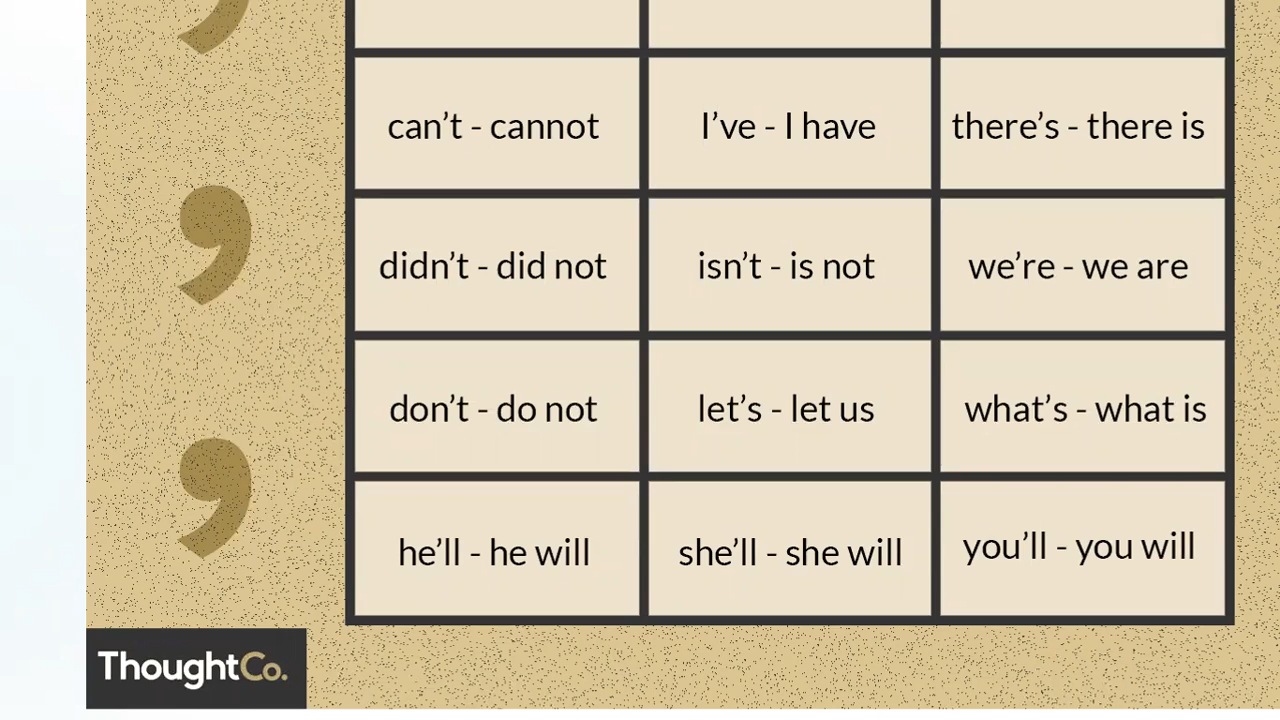 can’t - cannot
I’ve - I have
there’s - there is
didn’t - did not
isn’t - is not
we’re - we are
don’t - do not
let’s - let us
what’s - what is
he’ll - he will
she’ll - she will
you’ll - you will
ThoughtCo.